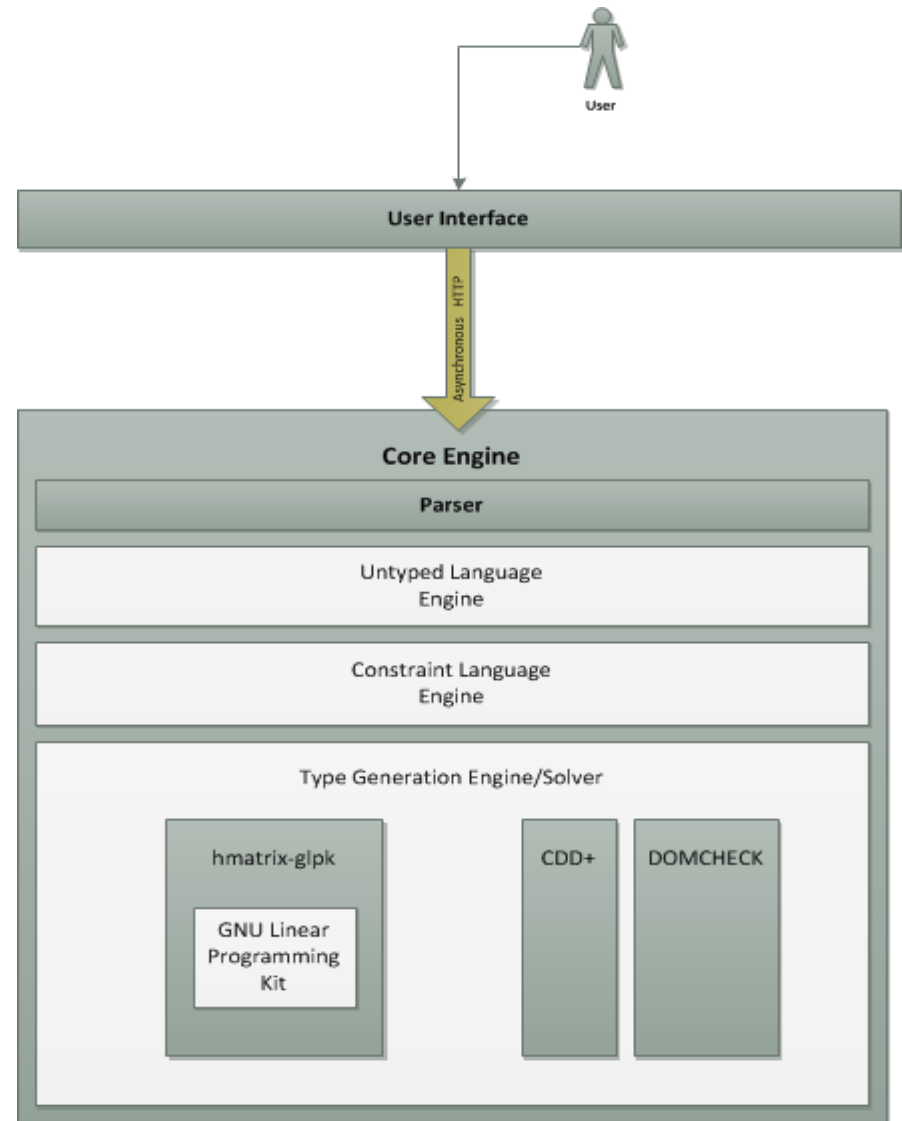 User
User Interface
Asynchronous HTTP
Core Engine
Parser
Untyped Language
Engine
Constraint Language
Engine
Type Generation Engine/Solver
hmatrix-glpk
GNU Linear
Programming
Kit
CDD+
DOMCHECK